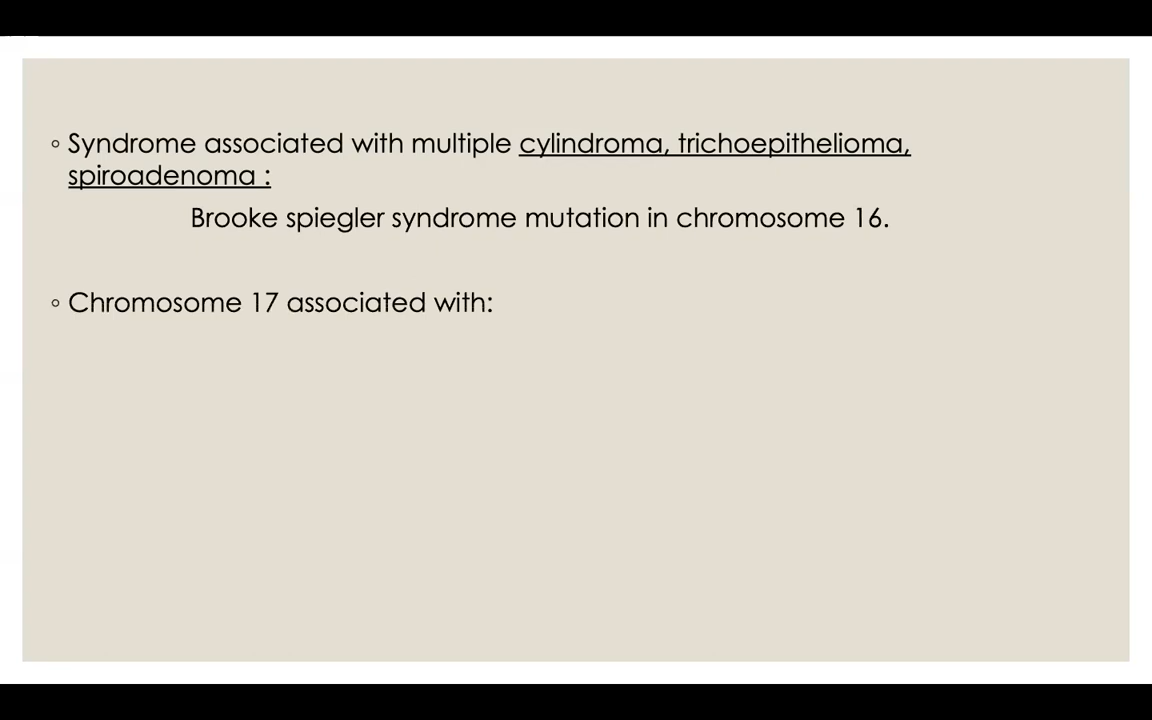 ◦ Syndrome associated with multiple cylindroma, trichoepithelioma,
spiroadenoma :
Brooke spiegler syndrome mutation in chromosome 16.
◦ Chromosome 17 associated with: